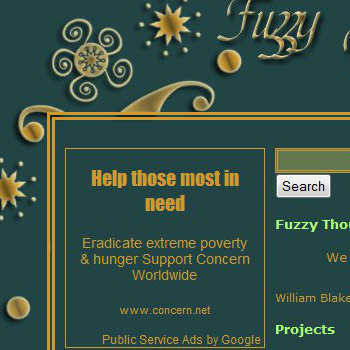 Fuzzy
Help those most in
need
Eradicate extreme poverty
& hunger Support Concern
Worldwide
www.concern.net
Public Service Ads by Google
Search
Fuzzy
We
William Blake
Projects